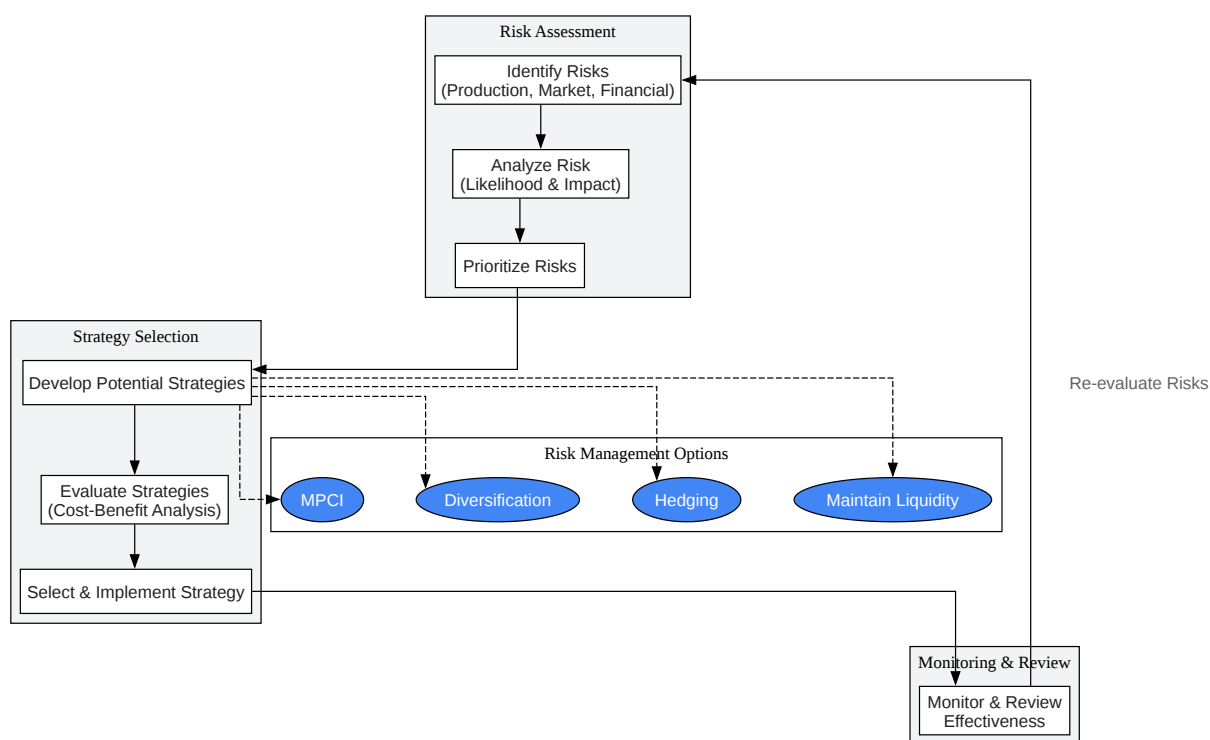 Risk Assessment
Identify Risks
(Production, Market, Financial)
Analyze Risk
(Likelihood & Impact)
Prioritize Risks
Strategy Selection
Develop Potential Strategies
Re-evaluate Risks
Risk Management Options
Evaluate Strategies
(Cost-Benefit Analysis)
MPCI
Diversification
Hedging
Maintain Liquidity
Select & Implement Strategy
Monitoring & Review
Monitor & Review
Effectiveness